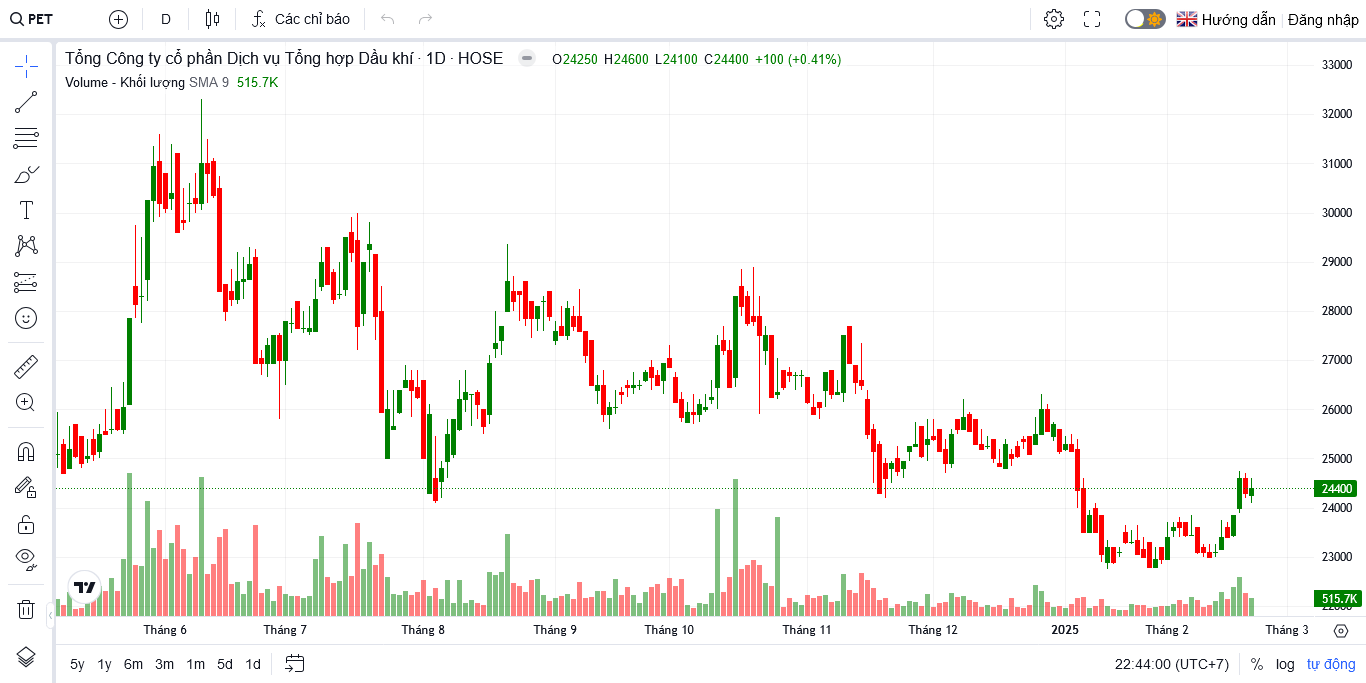 PET D Các chỉ báo Hướng dẫn Đăng nhập
Tổng Công ty cổ phần Dịch vụ Tổng hợp Dầu khí · 1D · HOSE O24250 H24600 L24100 C24400 +100 (+0.41%)
Volume - Khối lượng SMA 9 515.7K
33000
32000
31000
30000
29000
28000
27000
26000
25000
24400
24000
23000
515.7K
Tháng 6 Tháng 7 Tháng 8 Tháng 9 Tháng 10 Tháng 11 Tháng 12 2025 Tháng 2 Tháng 3
5y 1y 6m 3m 1m 5d 1d 22:44:00 (UTC+7) % log tự động